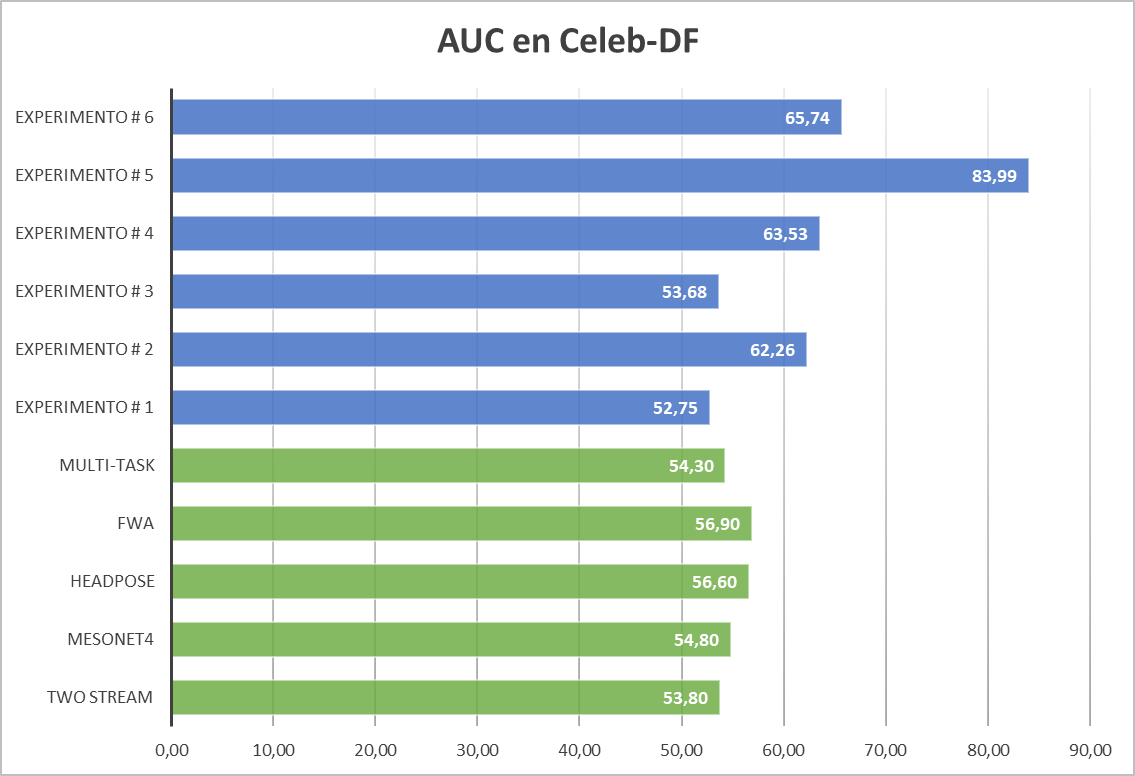 AUC en Celeb-DF
EXPERIMENTO # 6 65,74
EXPERIMENTO # 5 83,99
EXPERIMENTO # 4 63,53
EXPERIMENTO # 3 53,68
EXPERIMENTO # 2 62,26
EXPERIMENTO # 1 52,75
MULTI-TASK 54,30
FWA 56,90
HEADPOSE 56,60
MESONET4 54,80
TWO STREAM 53,80
0,00 10,00 20,00 30,00 40,00 50,00 60,00 70,00 80,00 90,00